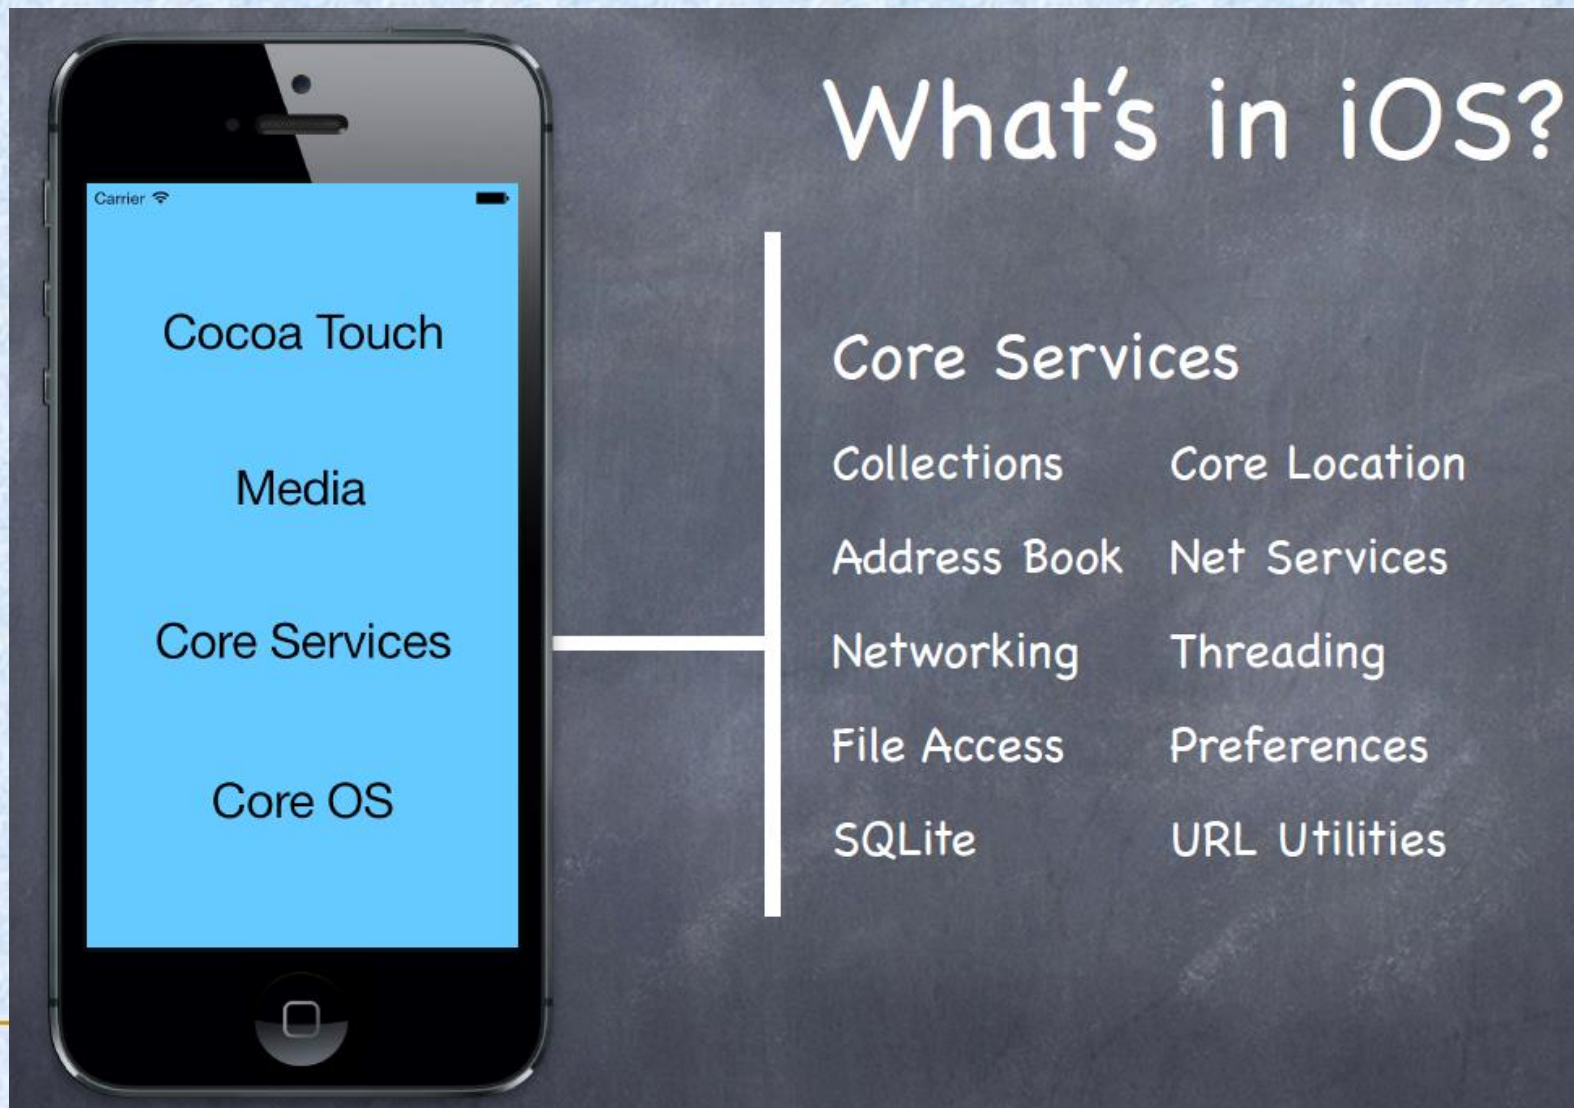 What's in iOS?
Carrier
Cocoa Touch
Media
Core Services
Core OS
Core Services
Collections Core Location
Address Book Net Services
Networking Threading
File Access Preferences
SQLite URL Utilities